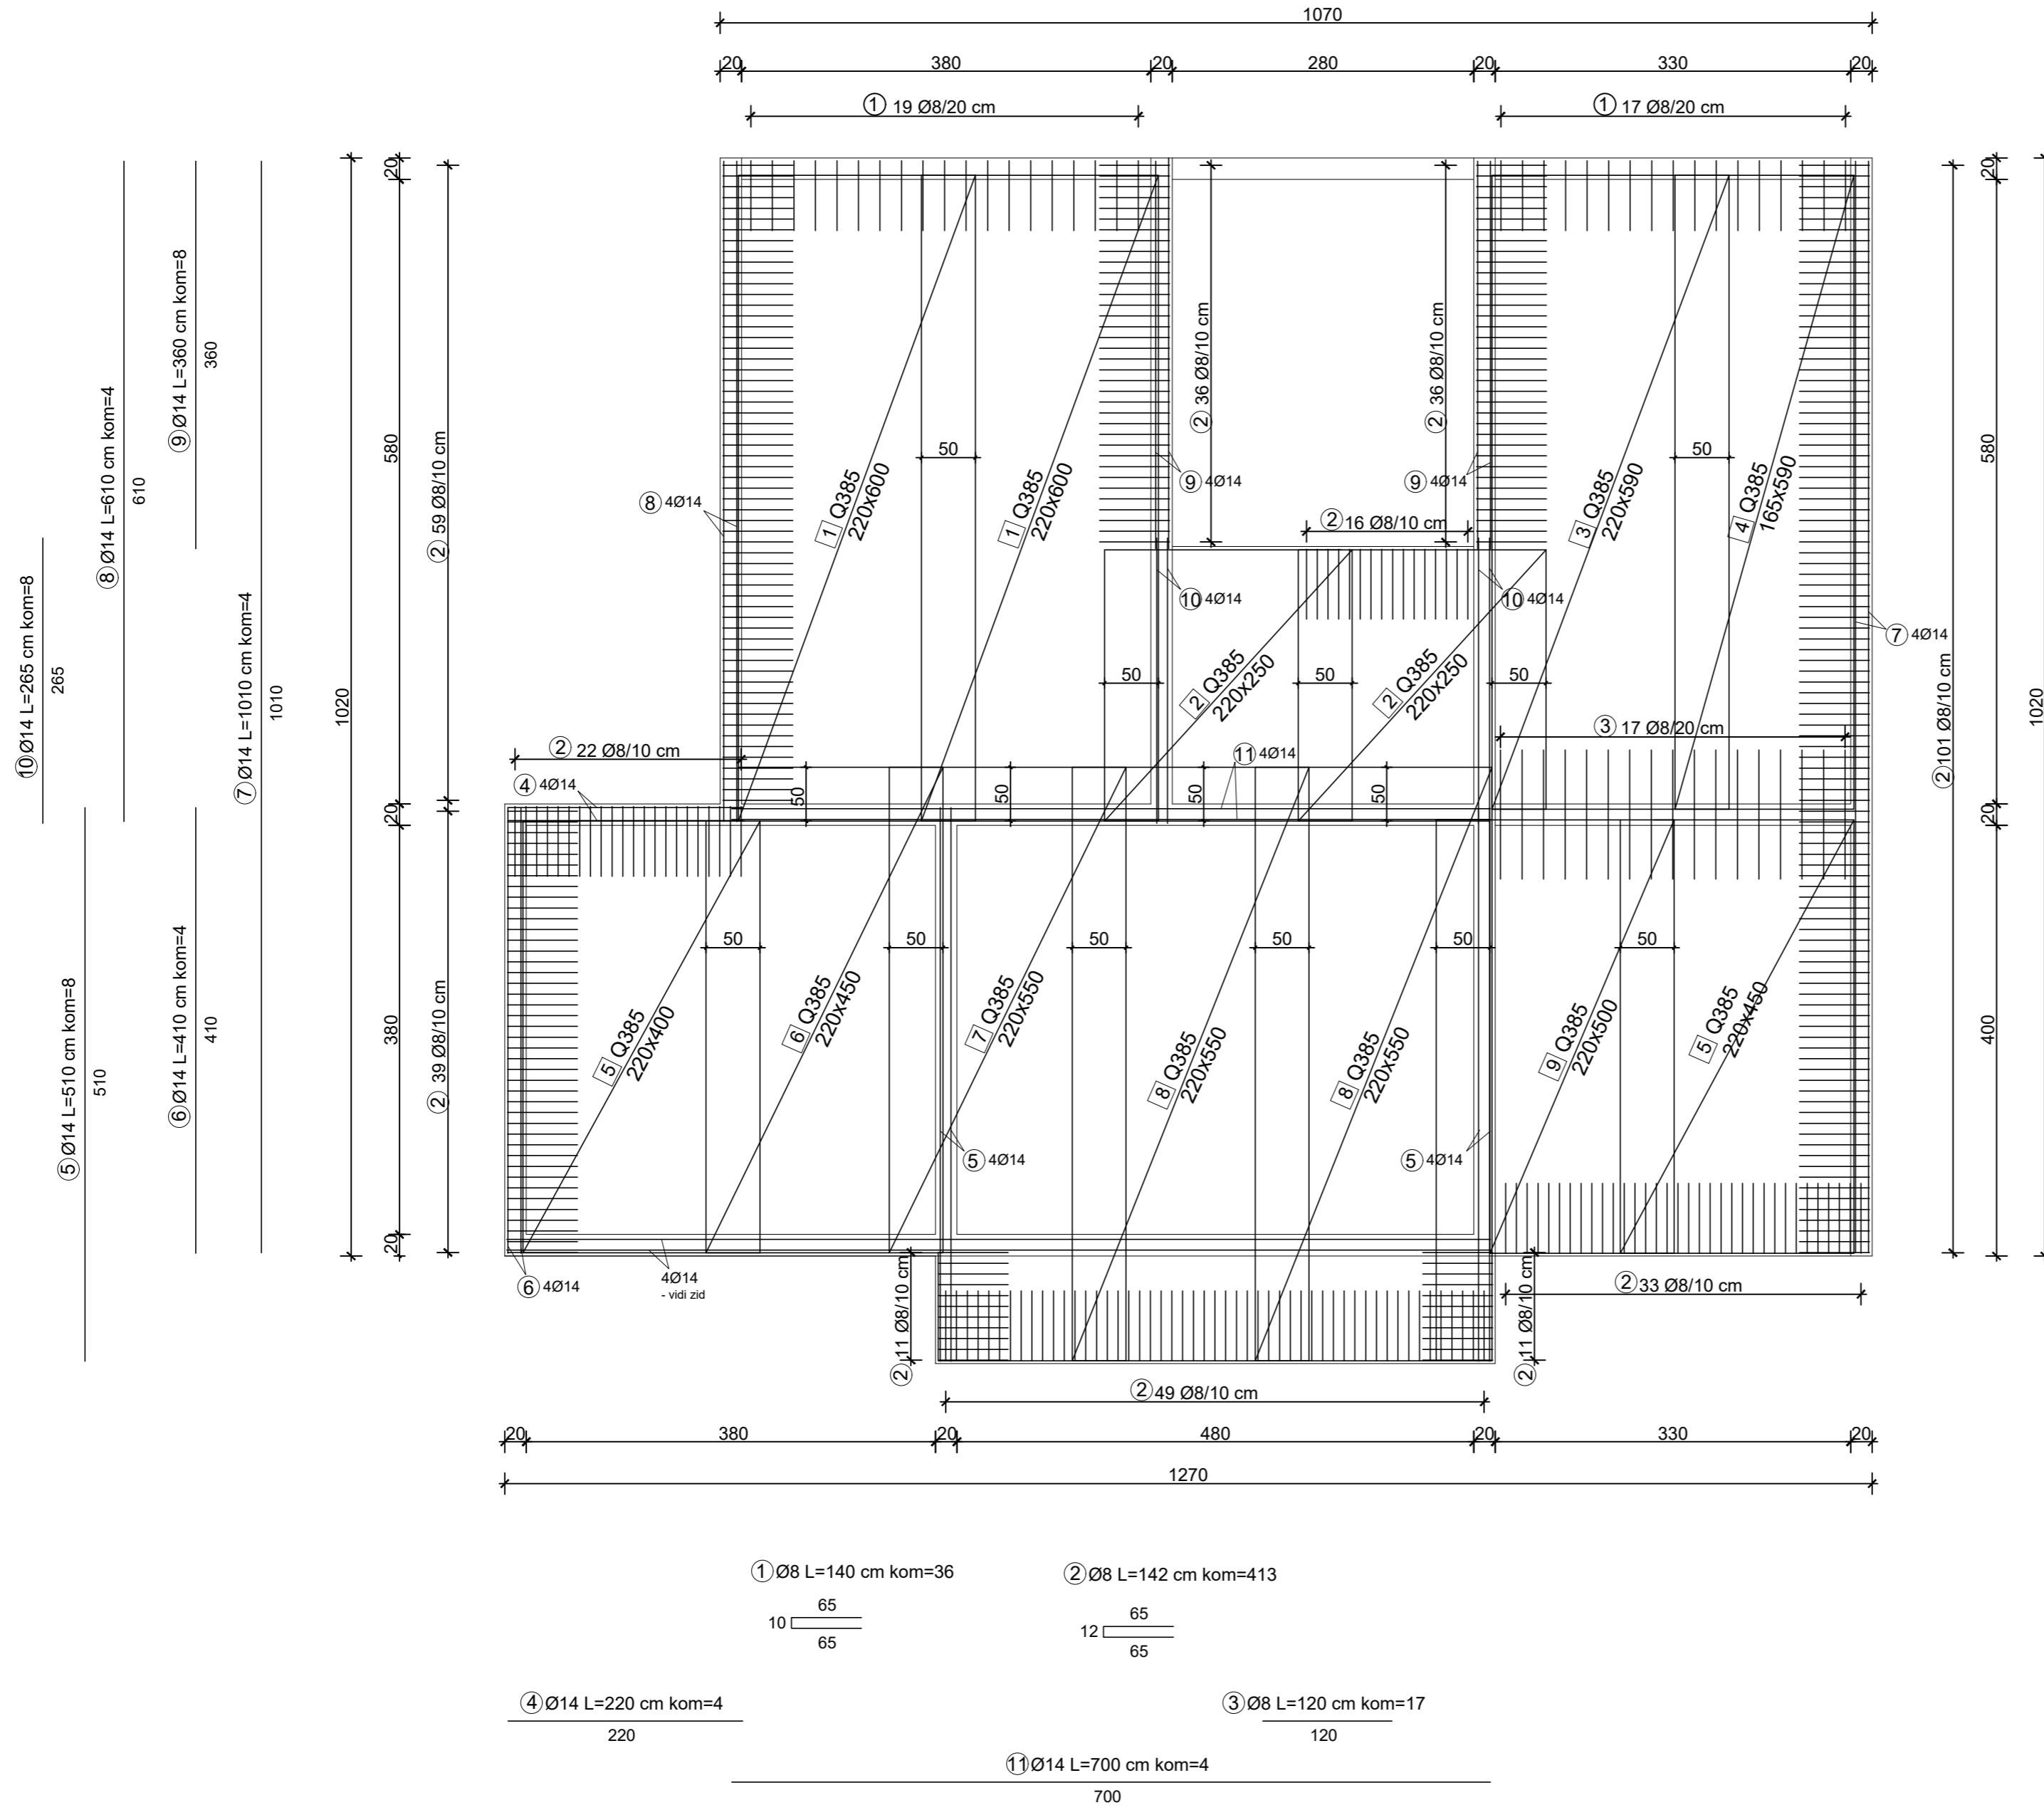 1070
20 380 20 280 20 330 20
① 19 Ø8/20 cm
① 17 Ø8/20 cm
⑩Ø14 L=265 cm kom=8
265
⑤Ø14 L=510 cm kom=8
510
⑧Ø14 L=610 cm kom=4
610
⑨Ø14 L=360 cm kom=8
360
⑥Ø14 L=410 cm kom=4
410
⑦Ø14 L=1010 cm kom=4
1010
1020
20
580
20
380
20
② 59 Ø8/10 cm
② 39 Ø8/10 cm
⑧ 4Ø14
1 Q385
220x600
50
1 Q385
220x600
② 36 Ø8/10 cm
⑨ 4Ø14
② 36 Ø8/10 cm
⑨ 4Ø14
② 16 Ø8/10 cm
3 Q385
220x590
50
4 Q385
165x590
⑩ 4Ø14
⑩ 4Ø14
⑦ 4Ø14
50
2 Q385
220x250
50
2 Q385
220x250
50
③ 17 Ø8/20 cm
② 22 Ø8/10 cm
④ 4Ø14
⑪ 4Ø14
50
50
50
50
②101 Ø8/10 cm
20
580
20
400
1020
50
50
50
50
50
50
5 Q385
220x400
6 Q385
220x450
7 Q385
220x550
8 Q385
220x550
8 Q385
220x550
9 Q385
220x500
5 Q385
220x450
⑤ 4Ø14
⑤ 4Ø14
⑥ 4Ø14
4Ø14
- vidi zid
② 11 Ø8/10 cm
② 11 Ø8/10 cm
②33 Ø8/10 cm
②49 Ø8/10 cm
20 380 20 480 20 330 20
1270
①Ø8 L=140 cm kom=36
65
10
65
②Ø8 L=142 cm kom=413
65
12
65
④Ø14 L=220 cm kom=4
220
③Ø8 L=120 cm kom=17
120
⑪Ø14 L=700 cm kom=4
700